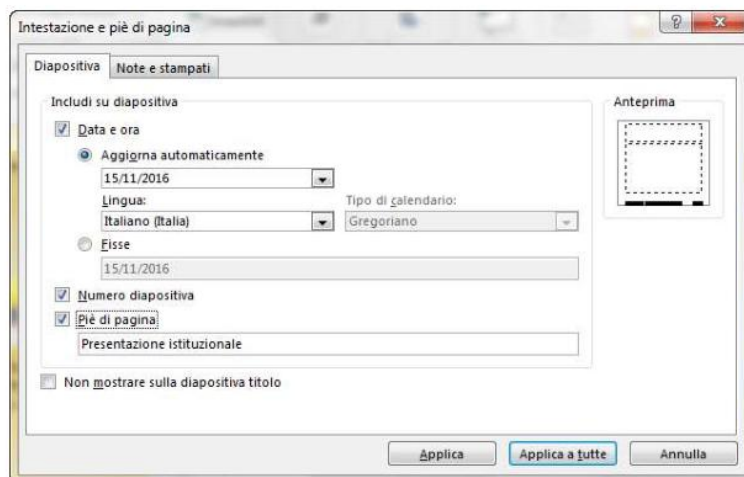 Intestazione e piè di pagina
Diapositiva Note e stampati
Includi su diapositiva
Data e ora
Aggiorna automaticamente
15/11/2016
Lingua: Tipo di calendario:
Italiano (Italia) Gregoriano
Fisse
15/11/2016
Numero diapositiva
Piè di pagina
Presentazione istituzionale
Non mostrare sulla diapositiva titolo
Anteprima
Applica Applica a tutte Annulla